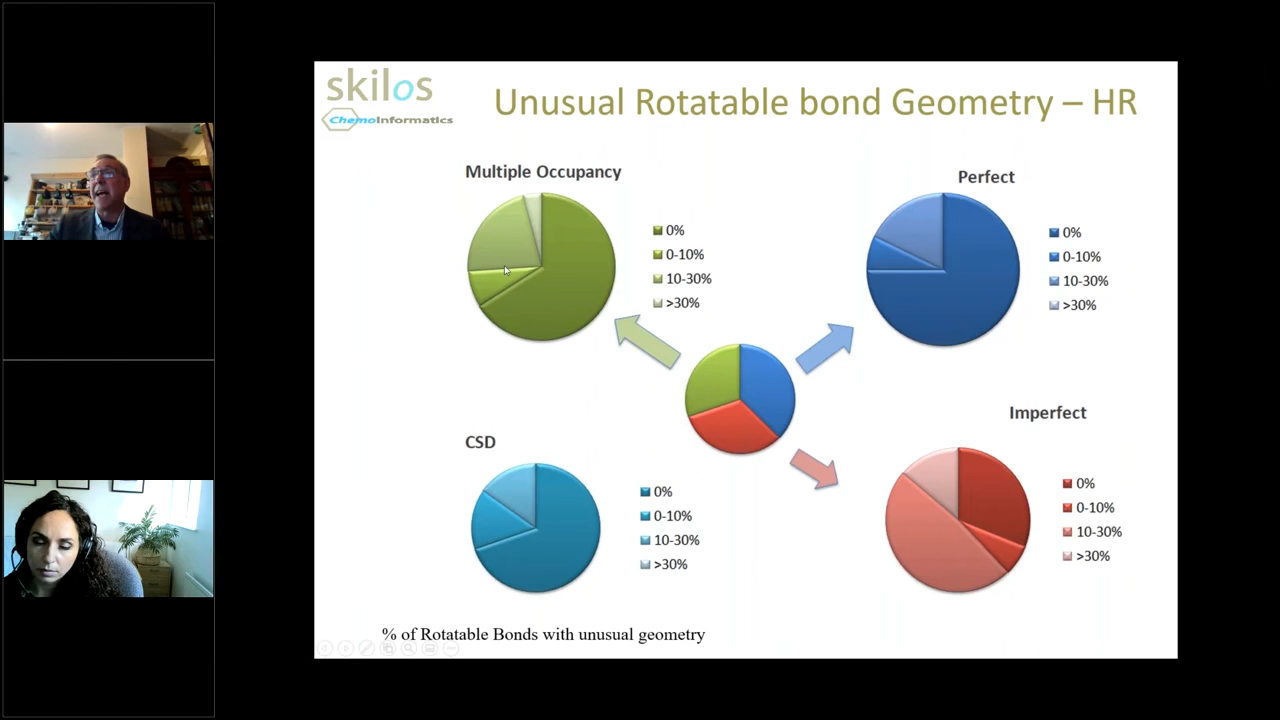 skilos
ChemoInformatics
Unusual Rotatable bond Geometry – HR
Multiple Occupancy
0%
0-10%
10-30%
>30%
Perfect
0%
0-10%
10-30%
>30%
CSD
0%
0-10%
10-30%
>30%
Imperfect
0%
0-10%
10-30%
>30%
% of Rotatable Bonds with unusual geometry